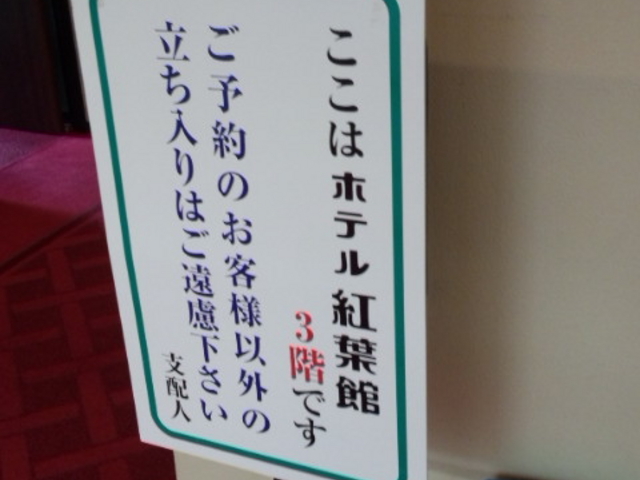 ここはホテル紅葉館
3階です
ご予約のお客様以外の
立ち入りはご遠慮下さい
支配人